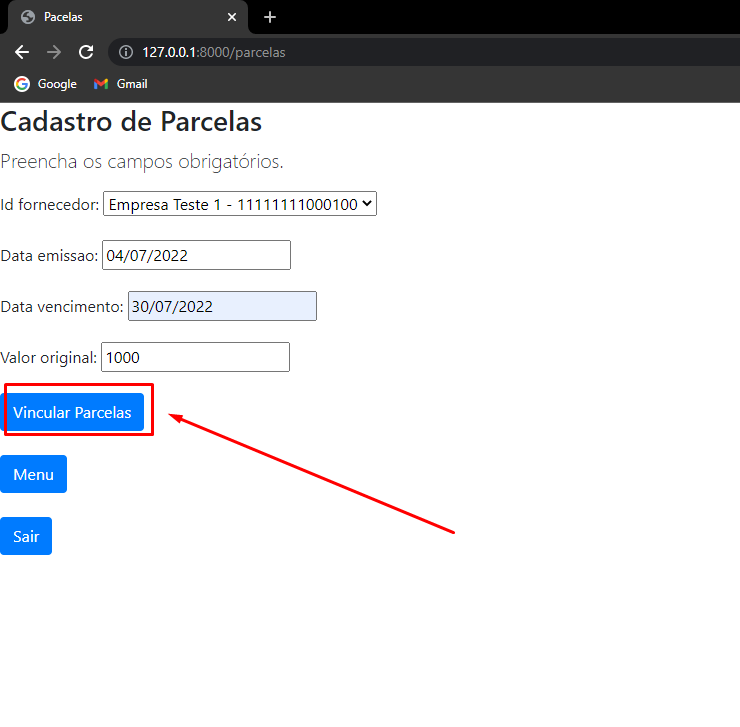 Pacelas
127.0.0.1:8000/parcelas
Google Gmail
Cadastro de Parcelas
Preencha os campos obrigatórios.
Id fornecedor: Empresa Teste 1 - 11111111000100
Data emissao: 04/07/2022
Data vencimento: 30/07/2022
Valor original: 1000
Vincular Parcelas
Menu
Sair